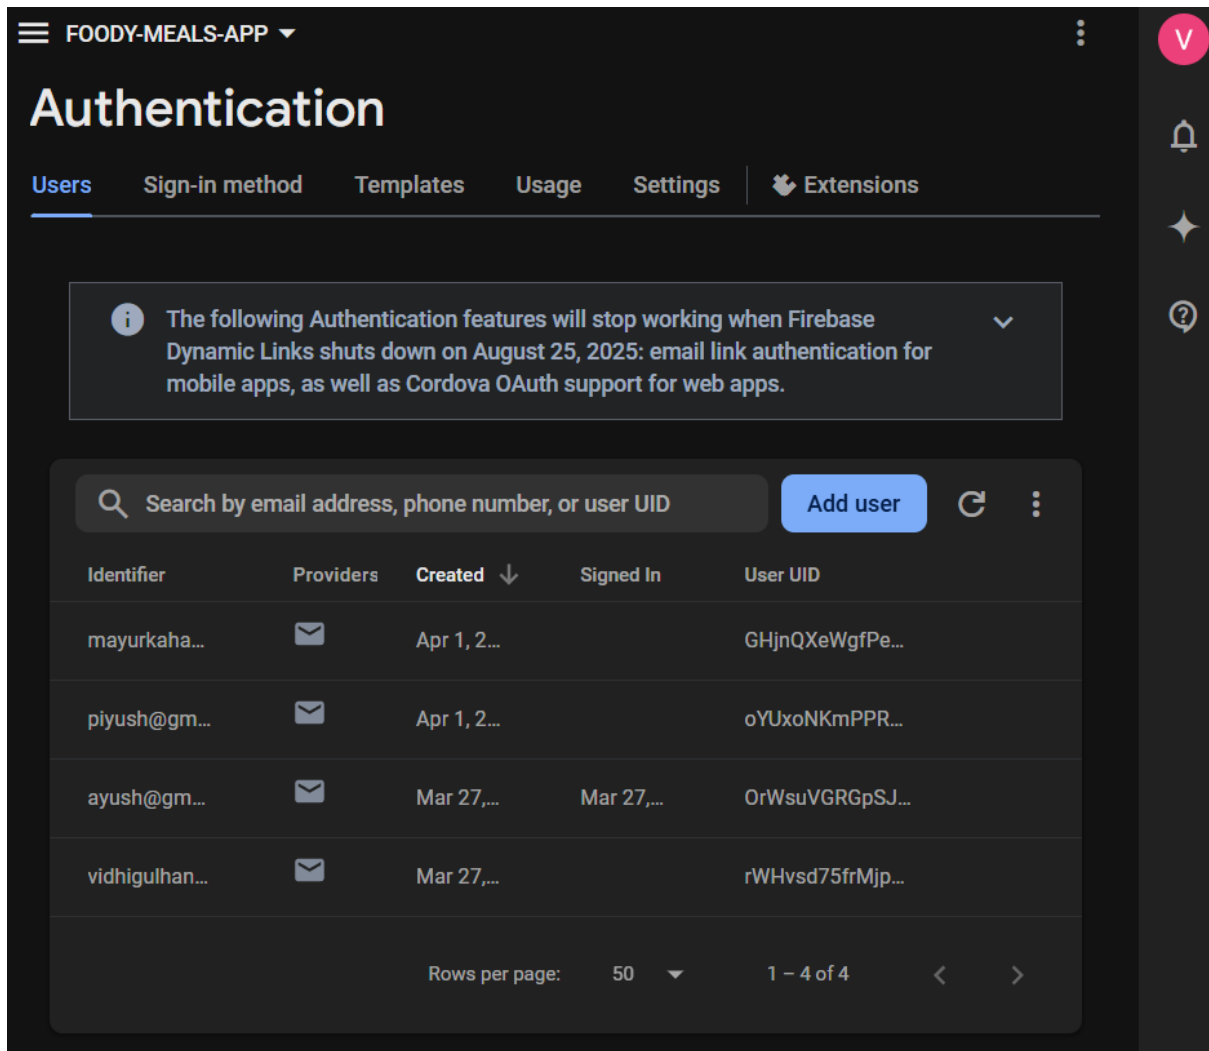 FOODY-MEALS-APP
V
Authentication
Users Sign-in method Templates Usage Settings Extensions
The following Authentication features will stop working when Firebase
Dynamic Links shuts down on August 25, 2025: email link authentication for
mobile apps, as well as Cordova OAuth support for web apps.
Search by email address, phone number, or user UID Add user
Identifier Providers Created Signed In User UID
mayurkaha... Apr 1, 2... GHjnQXeWgfPe...
piyush@gm... Apr 1, 2... oYUxoNKmPPR...
ayush@gm... Mar 27,... Mar 27,... OrWsuVGRGpSJ...
vidhigulhan... Mar 27,... rWHvsd75frMjp...
Rows per page: 50 1 – 4 of 4